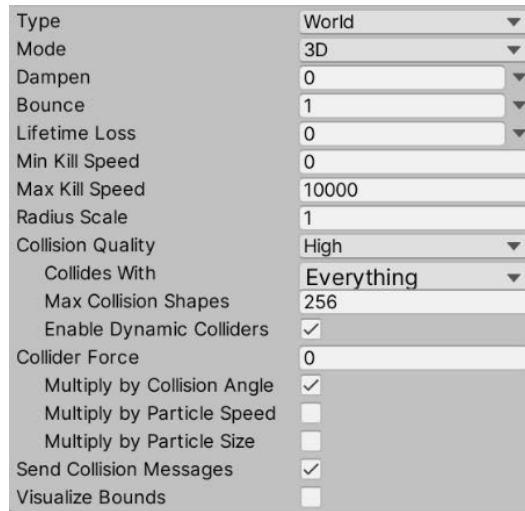 Type World
Mode 3D
Dampen 0
Bounce 1
Lifetime Loss 0
Min Kill Speed 0
Max Kill Speed 10000
Radius Scale 1
Collision Quality High
Collides With Everything
Max Collision Shapes 256
Enable Dynamic Colliders
Collider Force 0
Multiply by Collision Angle
Multiply by Particle Speed
Multiply by Particle Size
Send Collision Messages
Visualize Bounds